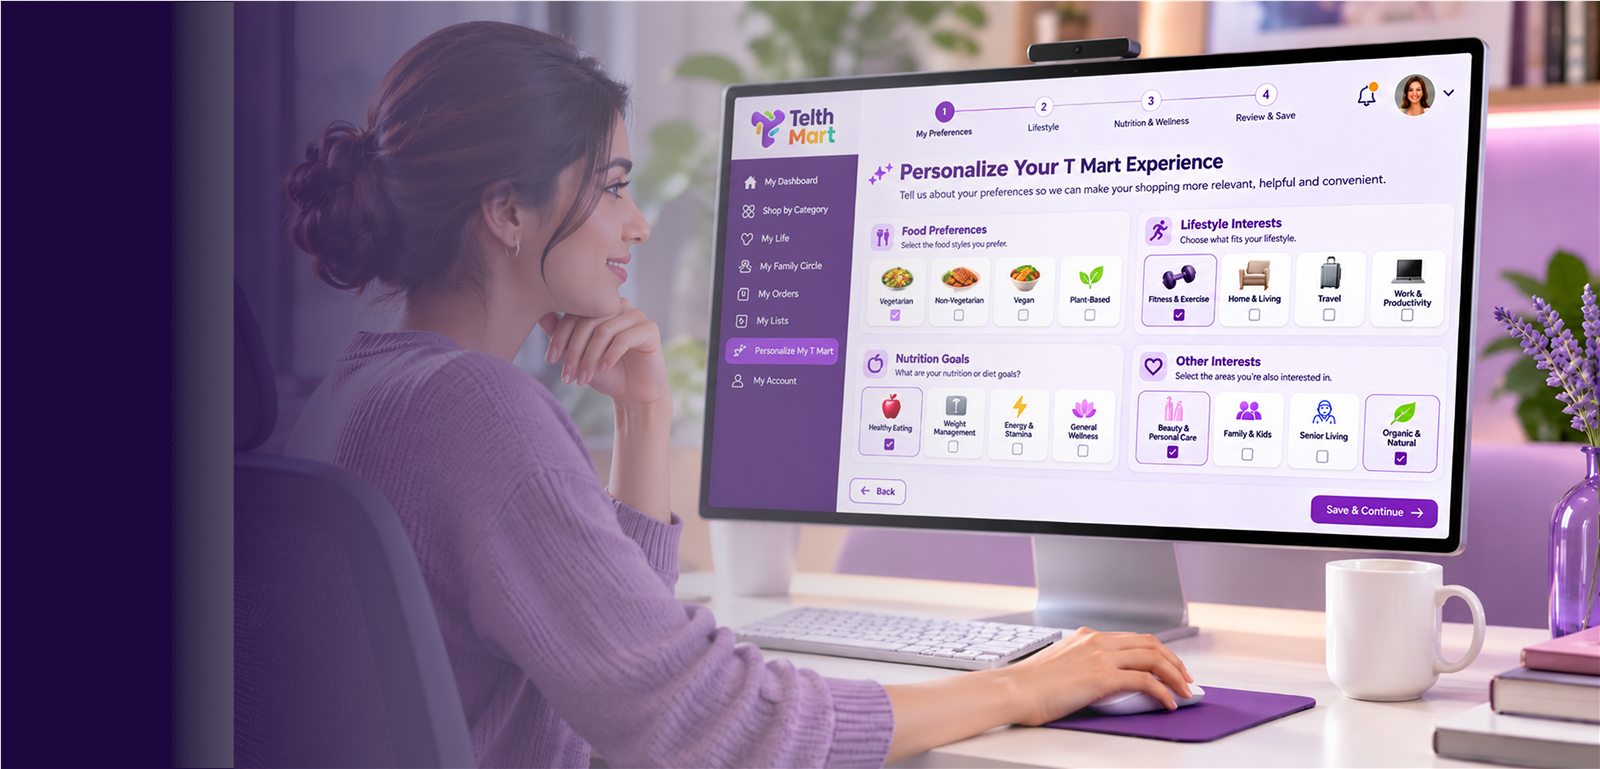 Telth
Mart
1
2
3
4
My Preferences
Lifestyle
Nutrition & Wellness
Review & Save
My Dashboard
Shop by Category
My Life
My Family Circle
My Orders
My Lists
Personalize My T Mart
My Account
Personalize Your T Mart Experience
Tell us about your preferences so we can make your shopping more relevant, helpful and convenient.
Food Preferences
Select the food styles you prefer.
Vegetarian
Non-Vegetarian
Vegan
Plant-Based
Lifestyle Interests
Choose what fits your lifestyle.
Fitness & Exercise
Home & Living
Travel
Work &
Productivity
Nutrition Goals
What are your nutrition or diet goals?
Healthy Eating
Weight
Management
Energy &
Stamina
General
Wellness
Other Interests
Select the areas you're also interested in.
Beauty &
Personal Care
Family & Kids
Senior Living
Organic &
Natural
← Back
Save & Continue →